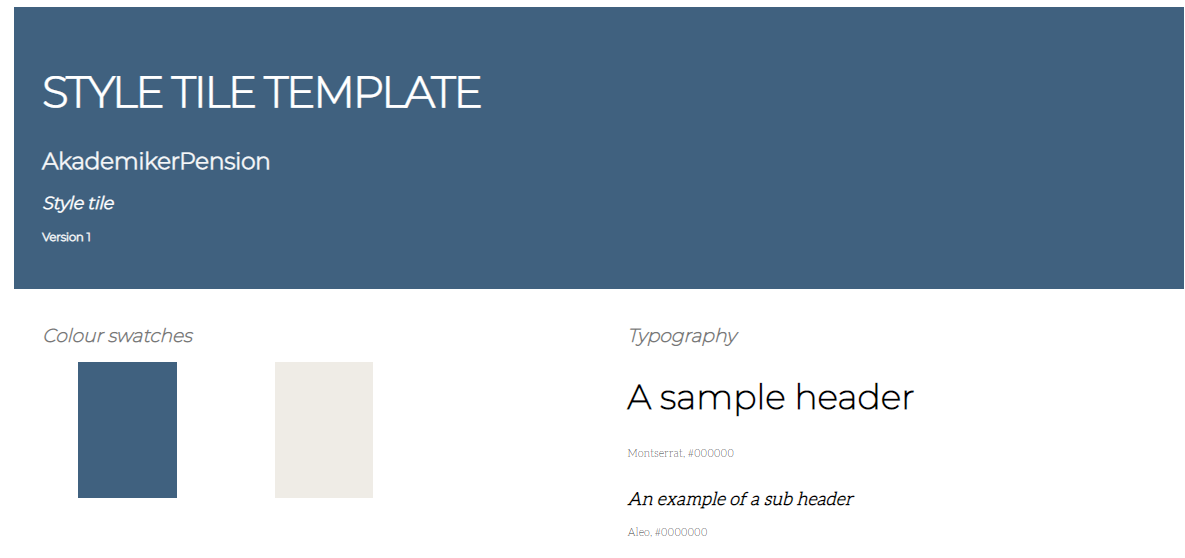 STYLE TILE TEMPLATE
AkademikerPension
Style tile
Version 1
Colour swatches
Typography
A sample header
Montserrat, #000000
An example of a sub header
Aleo, #0000000